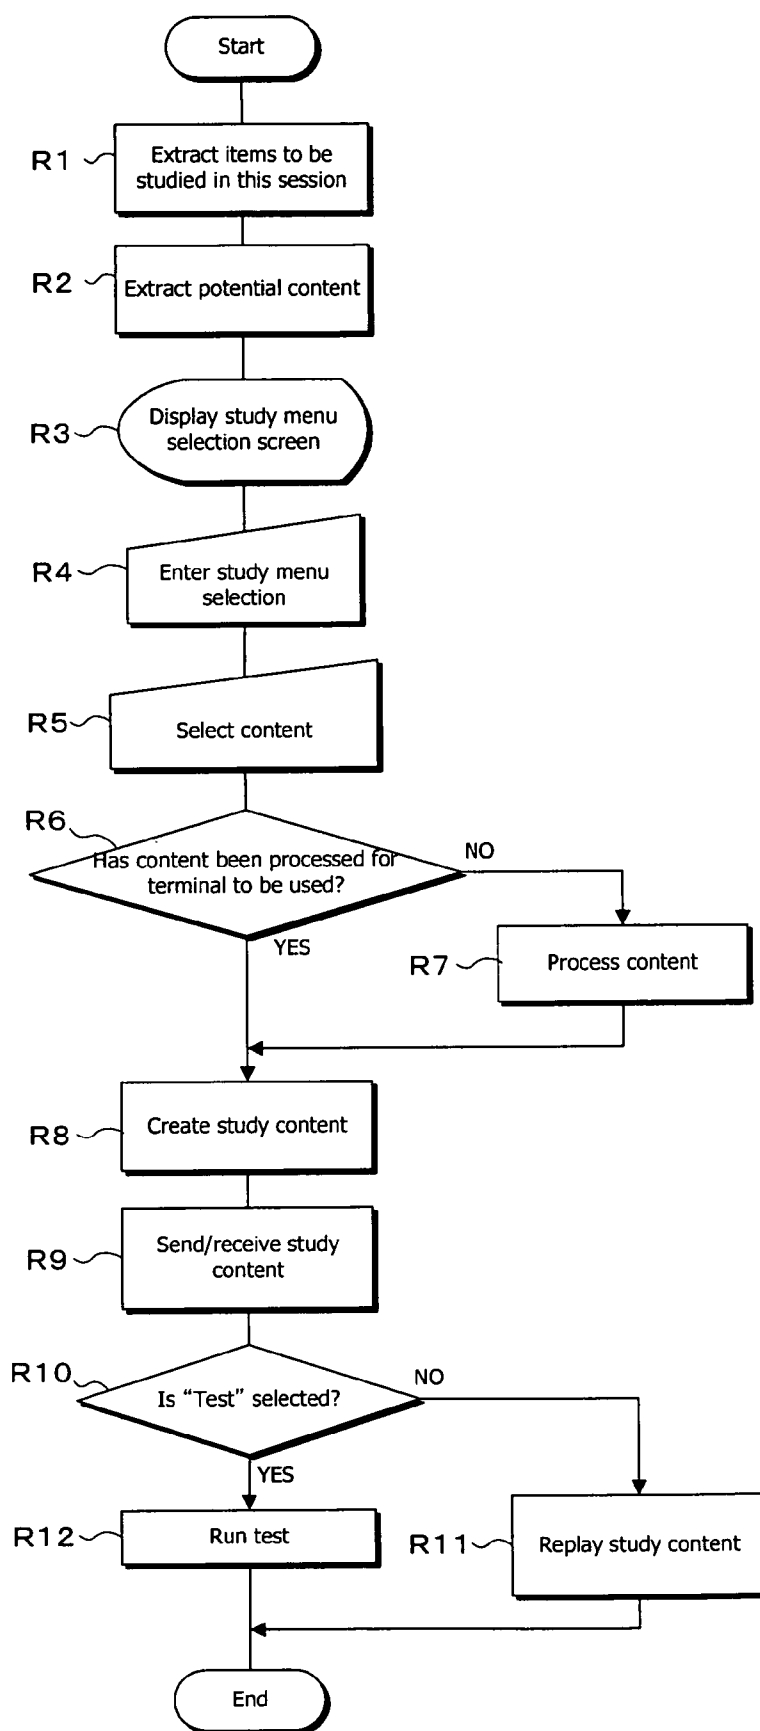 Start
R1
Extract items to be
studied in this session
R2
Extract potential content
R3
Display study menu
selection screen
R4
Enter study menu
selection
R5
Select content
R6
Has content been processed for
terminal to be used?
NO
YES
R7
Process content
R8
Create study content
R9
Send/receive study
content
R10
Is “Test” selected?
NO
YES
R12
Run test
R11
Replay study content
End